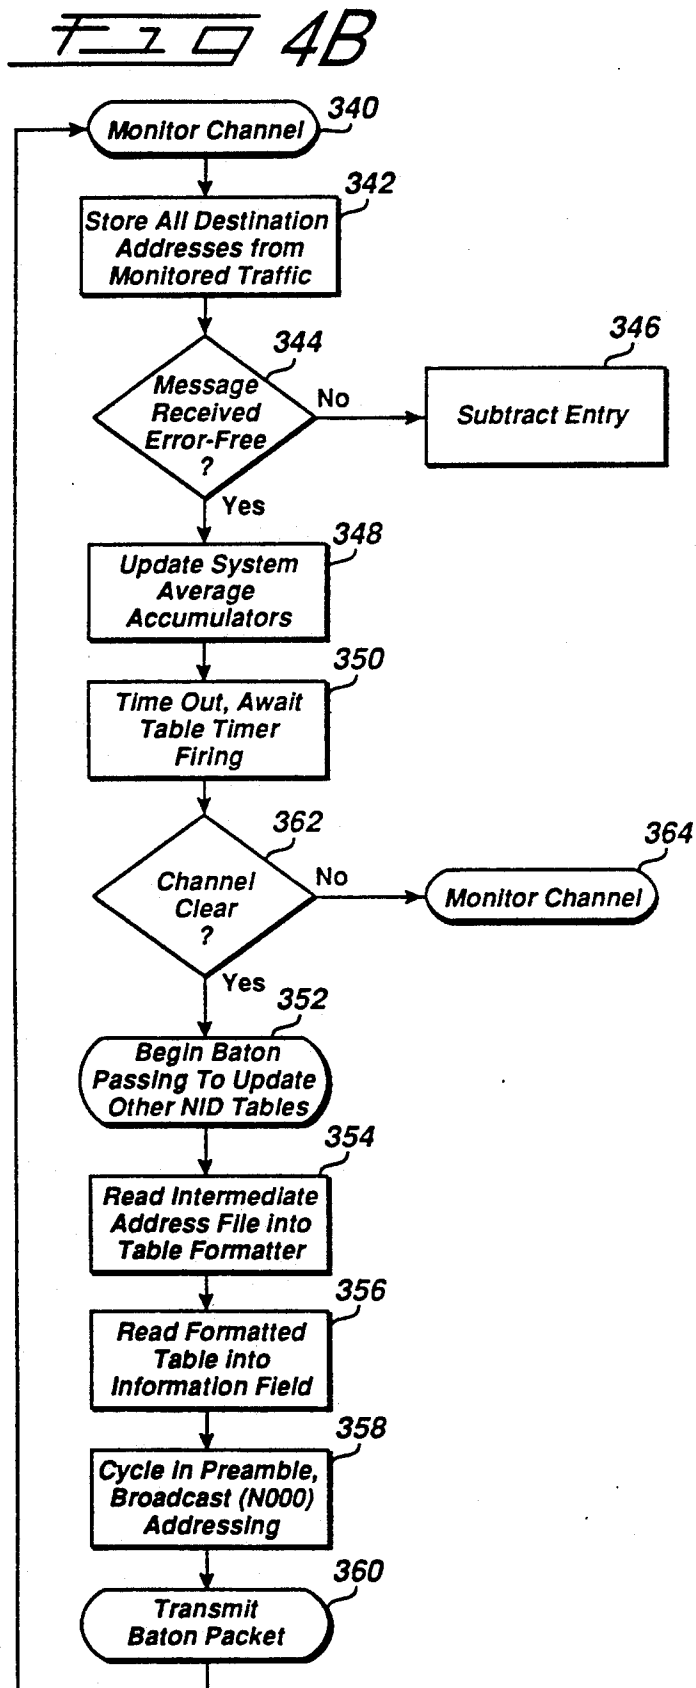 Fig 4B
Monitor Channel
340
342
Store All Destination
Addresses from
Monitored Traffic
344
Message
Received
Error-Free
?
No
346
Subtract Entry
Yes
348
Update System
Average
Accumulators
350
Time Out, Await
Table Timer
Firing
362
Channel
Clear
?
No
364
Monitor Channel
Yes
352
Begin Baton
Passing To Update
Other NID Tables
354
Read Intermediate
Address File into
Table Formatter
356
Read Formatted
Table into
Information Field
358
Cycle in Preamble,
Broadcast (N000)
Addressing
360
Transmit
Baton Packet